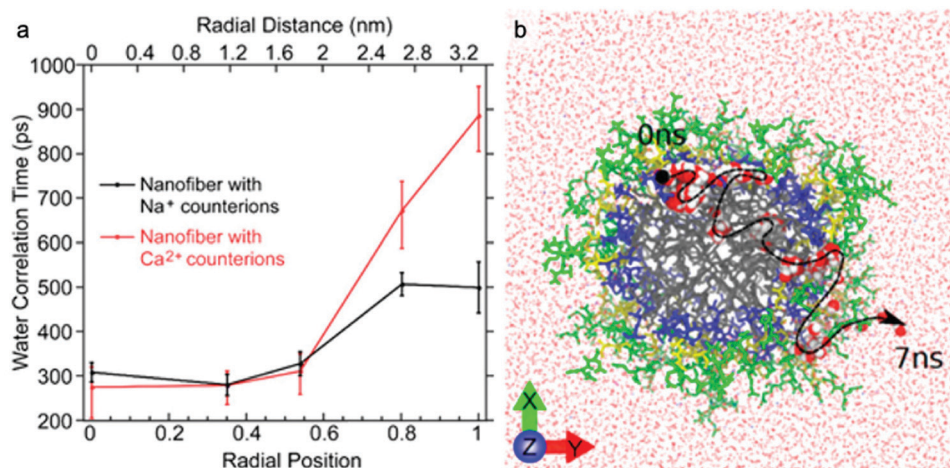 a
Radial Distance (nm)
0 0.4 0.8 1.2 1.6 2 2.4 2.8 3.2
1000
900
800
700
600
500
400
300
200
Water Correlation Time (ps)
Nanofiber with
Na⁺ counterions
Nanofiber with
Ca²⁺ counterions
0 0.2 0.4 0.6 0.8 1
Radial Position
b
0ns
7ns
X
Z
Y